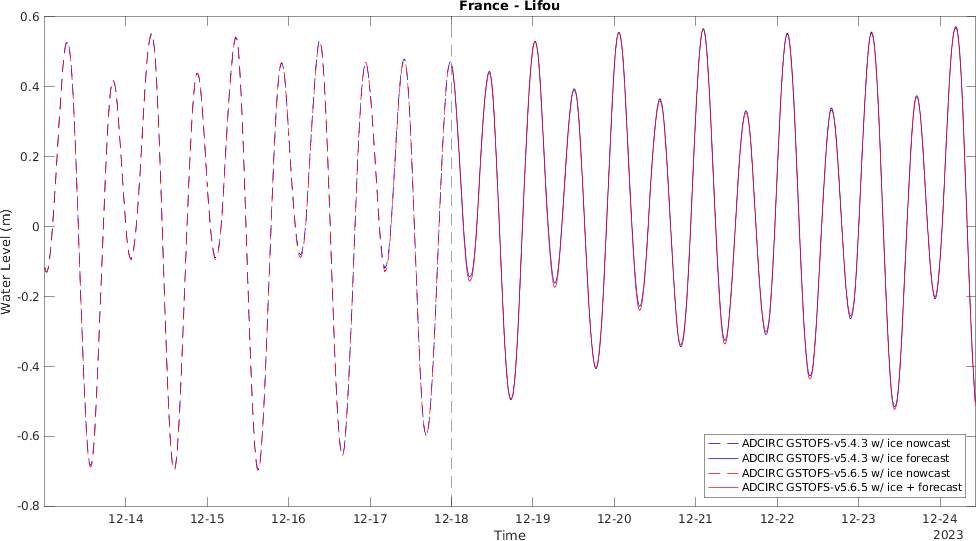 France - Lifou
0.6
0.4
0.2
0
-0.2
-0.4
-0.6
-0.8
Water Level (m)
ADCIRC GSTOFS-v5.4.3 w/ ice nowcast
ADCIRC GSTOFS-v5.4.3 w/ ice forecast
ADCIRC GSTOFS-v5.6.5 w/ ice nowcast
ADCIRC GSTOFS-v5.6.5 w/ ice + forecast
12-14 12-15 12-16 12-17 12-18 12-19 12-20 12-21 12-22 12-23 12-24
Time
2023